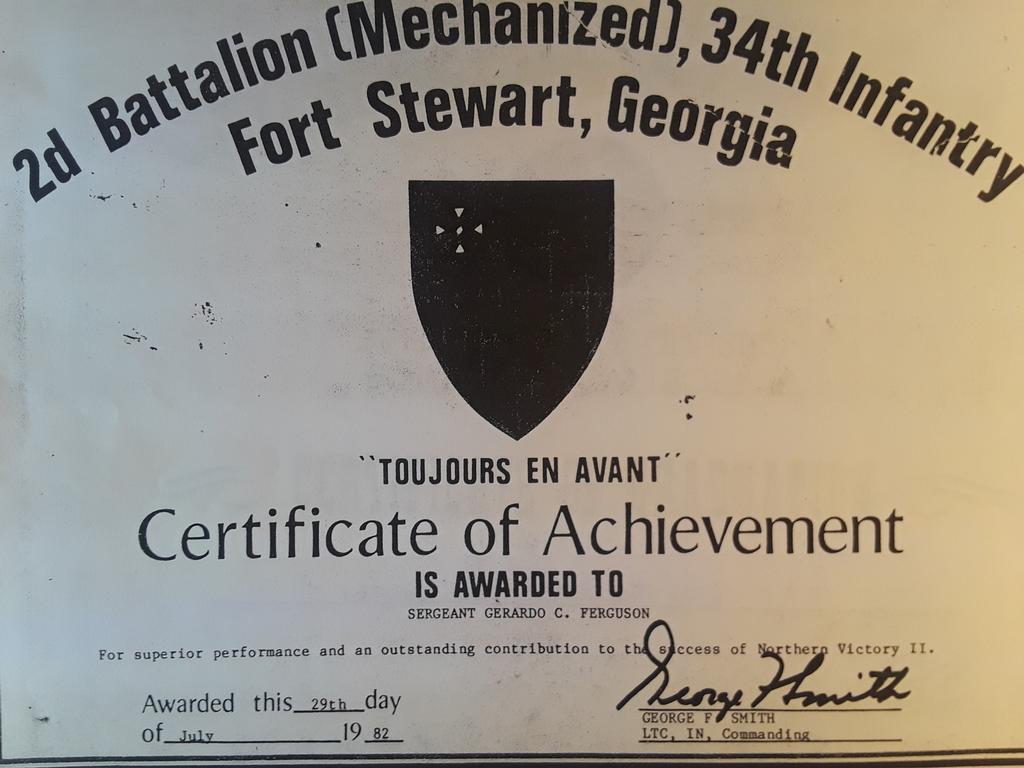 2d Battalion (Mechanized), 34th Infantry
Fort Stewart, Georgia
"TOUJOURS EN AVANT"
Certificate of Achievement
IS AWARDED TO
SERGEANT GERARDO C. FERGUSON
For superior performance and an outstanding contribution to the success of Northern Victory II.
Awarded this 29th day
of July 19 82
George F Smith
GEORGE F SMITH
LTC, IN, Commanding